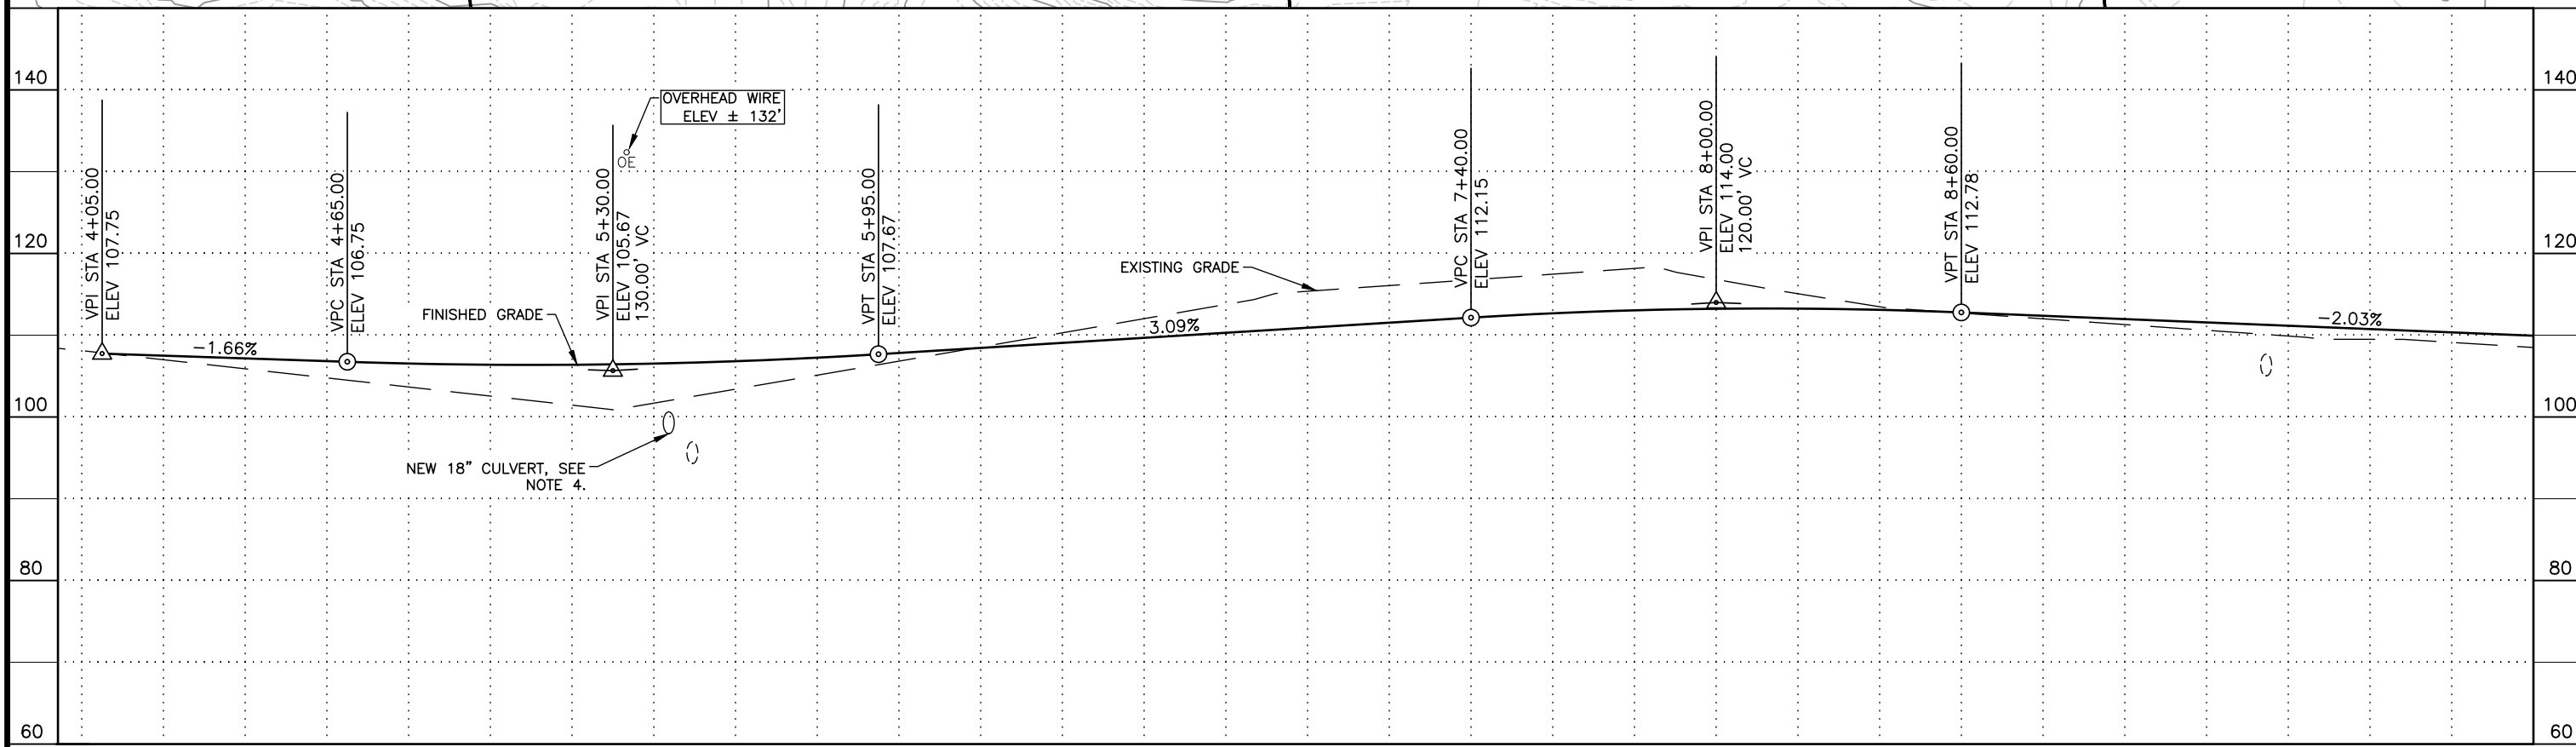 140
120
100
80
60
VPI STA 4+05.00
ELEV 107.75
-1.66%
VPC STA 4+65.00
ELEV 106.75
FINISHED GRADE
VPI STA 5+30.00
ELEV 105.67
130.00' VC
OVERHEAD WIRE
ELEV ± 132'
OE
NEW 18" CULVERT, SEE
NOTE 4.
VPT STA 5+95.00
ELEV 107.67
EXISTING GRADE
3.09%
VPC STA 7+40.00
ELEV 112.15
VPI STA 8+00.00
ELEV 114.00
120.00' VC
VPT STA 8+60.00
ELEV 112.78
-2.03%
140
120
100
80
60